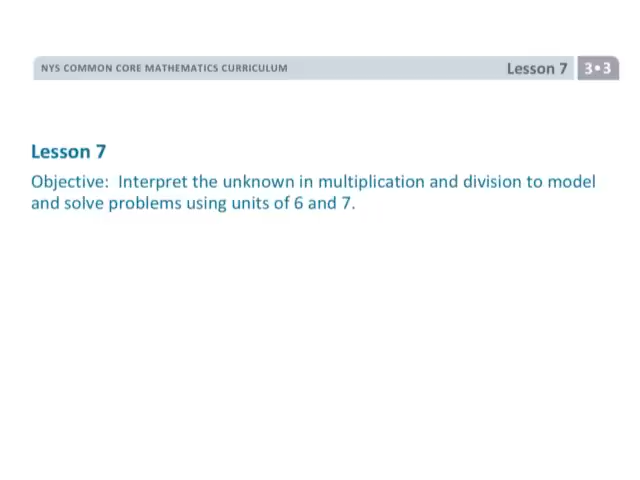 NYS COMMON CORE MATHEMATICS CURRICULUM Lesson 7 3•3
Lesson 7
Objective: Interpret the unknown in multiplication and division to model
and solve problems using units of 6 and 7.